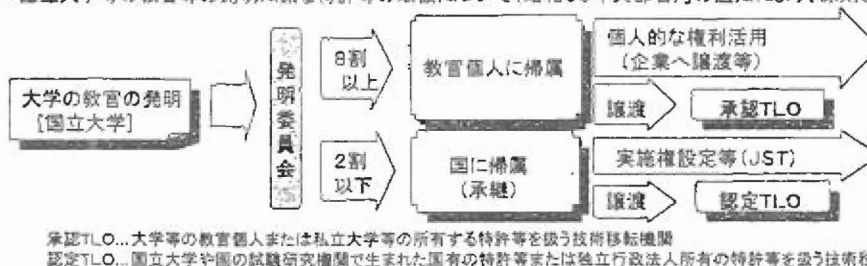 大学の教官の発明
[国立大学]
発明委員会
8割
以上
教官個人に帰属
個人的な権利活用
(企業へ譲渡等)
譲渡
承認TLO
2割
以下
国に帰属
(承継)
実施権設定等(JST)
譲渡
認定TLO
承認TLO...大学等の教官個人または私立大学等の所有する特許等を扱う技術移転機関
認定TLO...国立大学や国の試験研究機関で生まれた国有の特許等または独立行政法人所有の特許等を扱う技術移